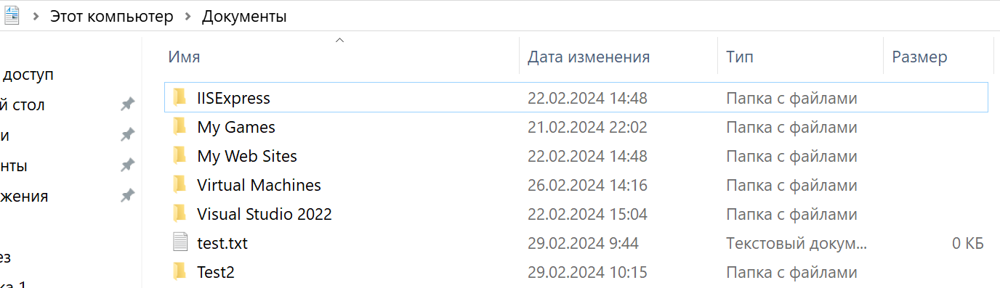 Этот компьютер > Документы
Имя Дата изменения Тип Размер
доступ
IISExpress 22.02.2024 14:48 Папка с файлами
й стол
My Games 21.02.2024 22:02 Папка с файлами
и
My Web Sites 22.02.2024 14:48 Папка с файлами
нты
Virtual Machines 26.02.2024 14:16 Папка с файлами
жения
Visual Studio 2022 22.02.2024 15:04 Папка с файлами
test.txt 29.02.2024 9:44 Текстовый докум... 0 КБ
ез
Test2 29.02.2024 10:15 Папка с файлами
ка 1